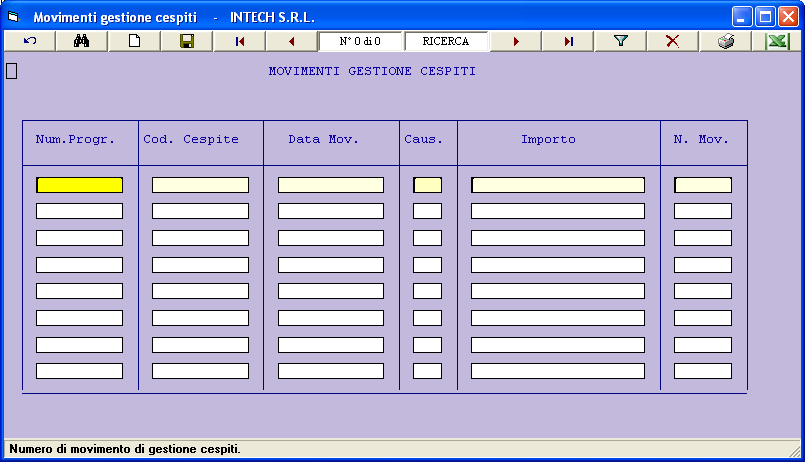 Movimenti gestione cespiti - INTECH S.R.L.
N° 0 di 0 RICERCA
MOVIMENTI GESTIONE CESPITI
Num.Progr. Cod. Cespite Data Mov. Caus. Importo N. Mov.
Numero di movimento di gestione cespiti.